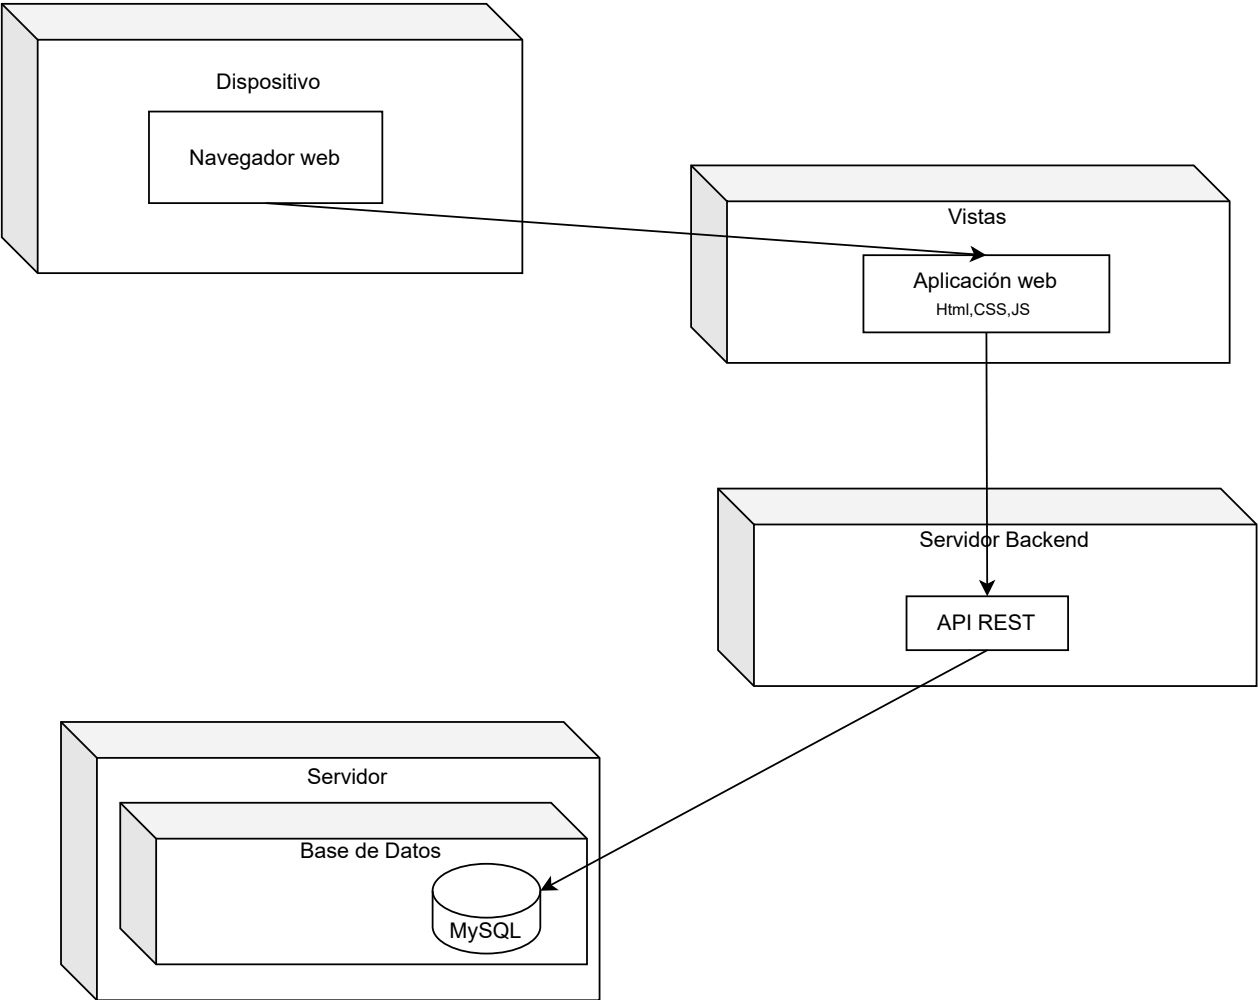 Dispositivo
Navegador web
Vistas
Aplicación web
Html,CSS,JS
Servidor Backend
API REST
Servidor
Base de Datos
MySQL